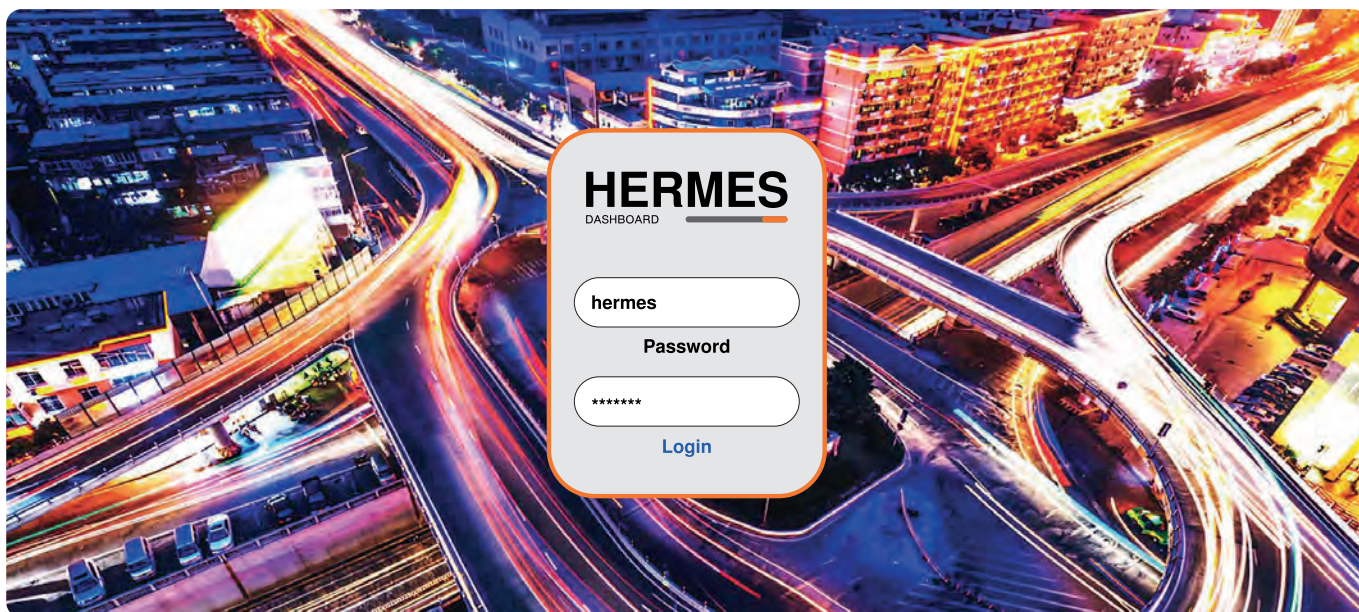 HERMES
DASHBOARD
hermes
Password
*******
Login